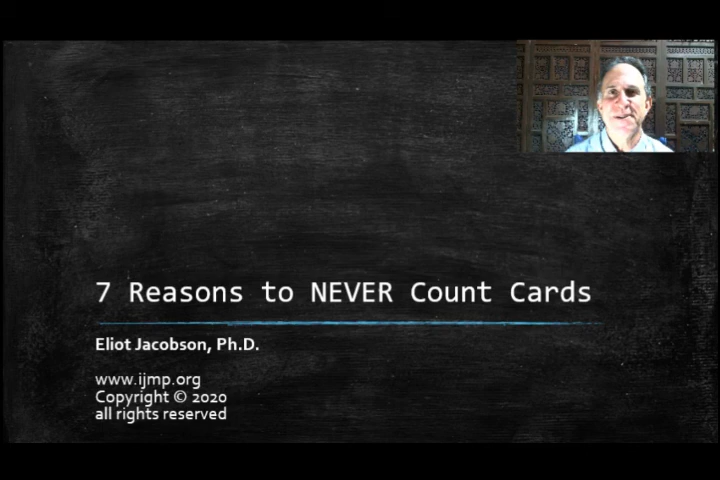 7 Reasons to NEVER Count Cards
Eliot Jacobson, Ph.D.
www.ijmp.org
Copyright © 2020
all rights reserved